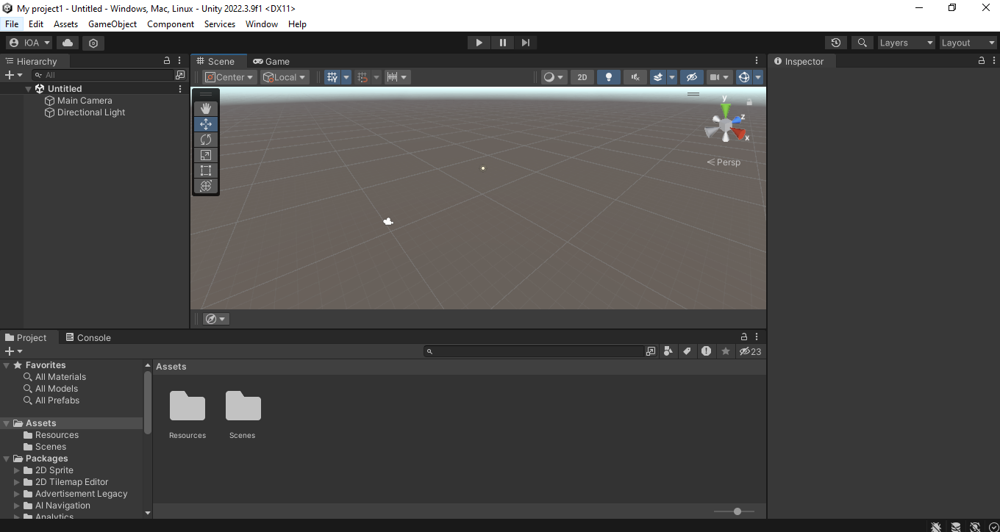 My project1 - Untitled - Windows, Mac, Linux - Unity 2022.3.9f1 <DX11>
File Edit Assets GameObject Component Services Window Help
IOA Layers Layout
Hierarchy Scene Game Inspector
All Center Local 2D
Untitled
Main Camera
Directional Light
y
z
x
Persp
Project Console
23
Favorites Assets
All Materials
All Models
All Prefabs
Assets
Resources Resources Scenes
Scenes
Packages
2D Sprite
2D Tilemap Editor
Advertisement Legacy
AI Navigation
Analytics